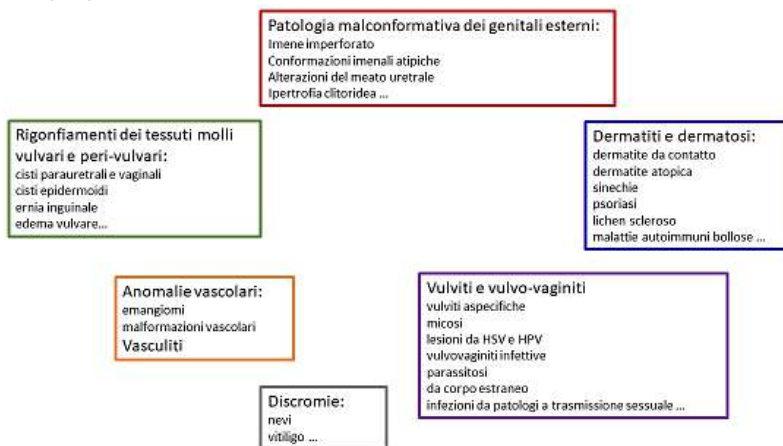 Patologia malconformativa dei genitali esterni:
Imene imperforato
Conformazioni imenali atipiche
Alterazioni del meato uretrale
Ipertrofia clitoridea ...
Rigonfiamenti dei tessuti molli
vulvari e peri-vulvari:
cisti parauretrali e vaginali
cisti epidermoidi
ernia inguinale
edema vulvare...
Dermatiti e dermatosi:
dermatite da contatto
dermatite atopica
sinechie
psoriasi
lichen scleroso
malattie autoimmuni bollose ...
Anomalie vascolari:
emangiomi
malformazioni vascolari
Vasculiti
Vulviti e vulvo-vaginiti
vulviti aspecifiche
micosi
lesioni da HSV e HPV
vulvovaginiti infettive
parassitosi
da corpo estraneo
infezioni da patologi a trasmissione sessuale ...
Discromie:
nevi
vitiligo ...